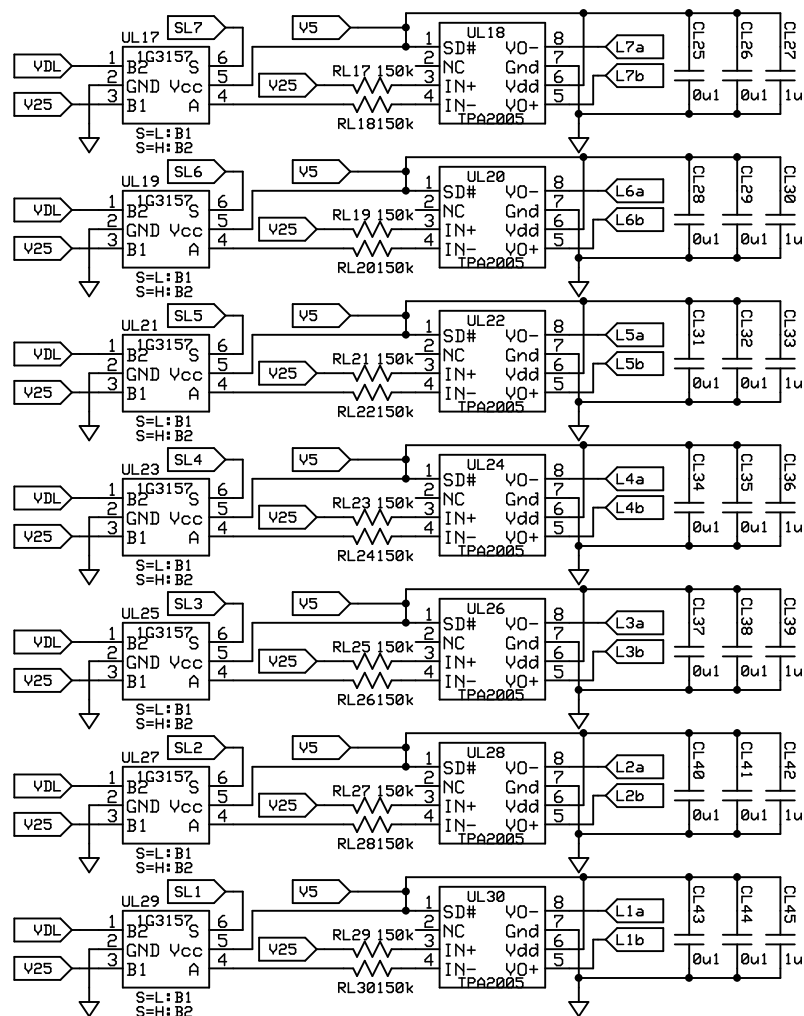 SL7
V5
CL25
CL26
CL27
UL17
1G3157
UL18
VDL
1 B2 S 6
2 GND Vcc 5
V25
3 B1 A 4
S=L:B1
S=H:B2
V25
RL17 150k
RL18150k
1 SD# VO- 8
2 NC Gnd 7
3 IN+ Vdd 6
4 IN- VO+ 5
TPA2005
L7a
L7b
0u1
0u1
1u
SL6
V5
CL28
CL29
CL30
UL19
1G3157
UL20
VDL
1 B2 S 6
2 GND Vcc 5
V25
3 B1 A 4
S=L:B1
S=H:B2
V25
RL19 150k
RL20150k
1 SD# VO- 8
2 NC Gnd 7
3 IN+ Vdd 6
4 IN- VO+ 5
TPA2005
L6a
L6b
0u1
0u1
1u
SL5
V5
CL31
CL32
CL33
UL21
1G3157
UL22
VDL
1 B2 S 6
2 GND Vcc 5
V25
3 B1 A 4
S=L:B1
S=H:B2
V25
RL21 150k
RL22150k
1 SD# VO- 8
2 NC Gnd 7
3 IN+ Vdd 6
4 IN- VO+ 5
TPA2005
L5a
L5b
0u1
0u1
1u
SL4
V5
CL34
CL35
CL36
UL23
1G3157
UL24
VDL
1 B2 S 6
2 GND Vcc 5
V25
3 B1 A 4
S=L:B1
S=H:B2
V25
RL23 150k
RL24150k
1 SD# VO- 8
2 NC Gnd 7
3 IN+ Vdd 6
4 IN- VO+ 5
TPA2005
L4a
L4b
0u1
0u1
1u
SL3
V5
CL37
CL38
CL39
UL25
1G3157
UL26
VDL
1 B2 S 6
2 GND Vcc 5
V25
3 B1 A 4
S=L:B1
S=H:B2
V25
RL25 150k
RL26150k
1 SD# VO- 8
2 NC Gnd 7
3 IN+ Vdd 6
4 IN- VO+ 5
TPA2005
L3a
L3b
0u1
0u1
1u
SL2
V5
CL40
CL41
CL42
UL27
1G3157
UL28
VDL
1 B2 S 6
2 GND Vcc 5
V25
3 B1 A 4
S=L:B1
S=H:B2
V25
RL27 150k
RL28150k
1 SD# VO- 8
2 NC Gnd 7
3 IN+ Vdd 6
4 IN- VO+ 5
TPA2005
L2a
L2b
0u1
0u1
1u
SL1
V5
CL43
CL44
CL45
UL29
1G3157
UL30
VDL
1 B2 S 6
2 GND Vcc 5
V25
3 B1 A 4
S=L:B1
S=H:B2
V25
RL29 150k
RL30150k
1 SD# VO- 8
2 NC Gnd 7
3 IN+ Vdd 6
4 IN- VO+ 5
TPA2005
L1a
L1b
0u1
0u1
1u